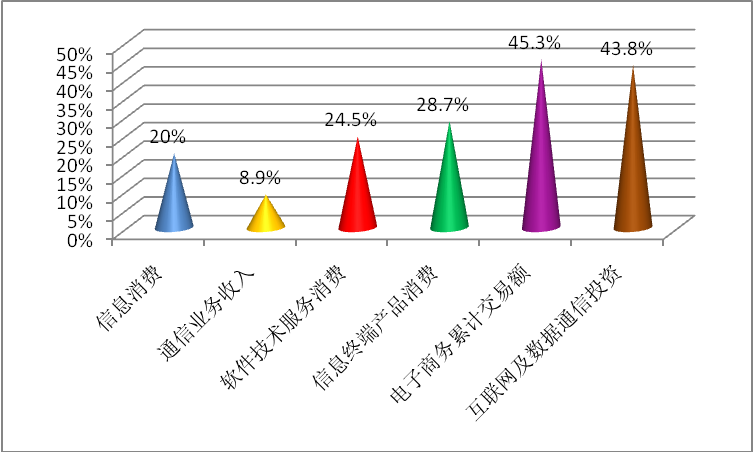 50%
45%
40%
35%
30%
25%
20%
15%
10%
5%
0%
20%
8.9%
24.5%
28.7%
45.3%
43.8%
信息消费
通信业务收入
软件技术服务消费
信息终端产品消费
电子商务累计交易额
互联网及数据通信投资